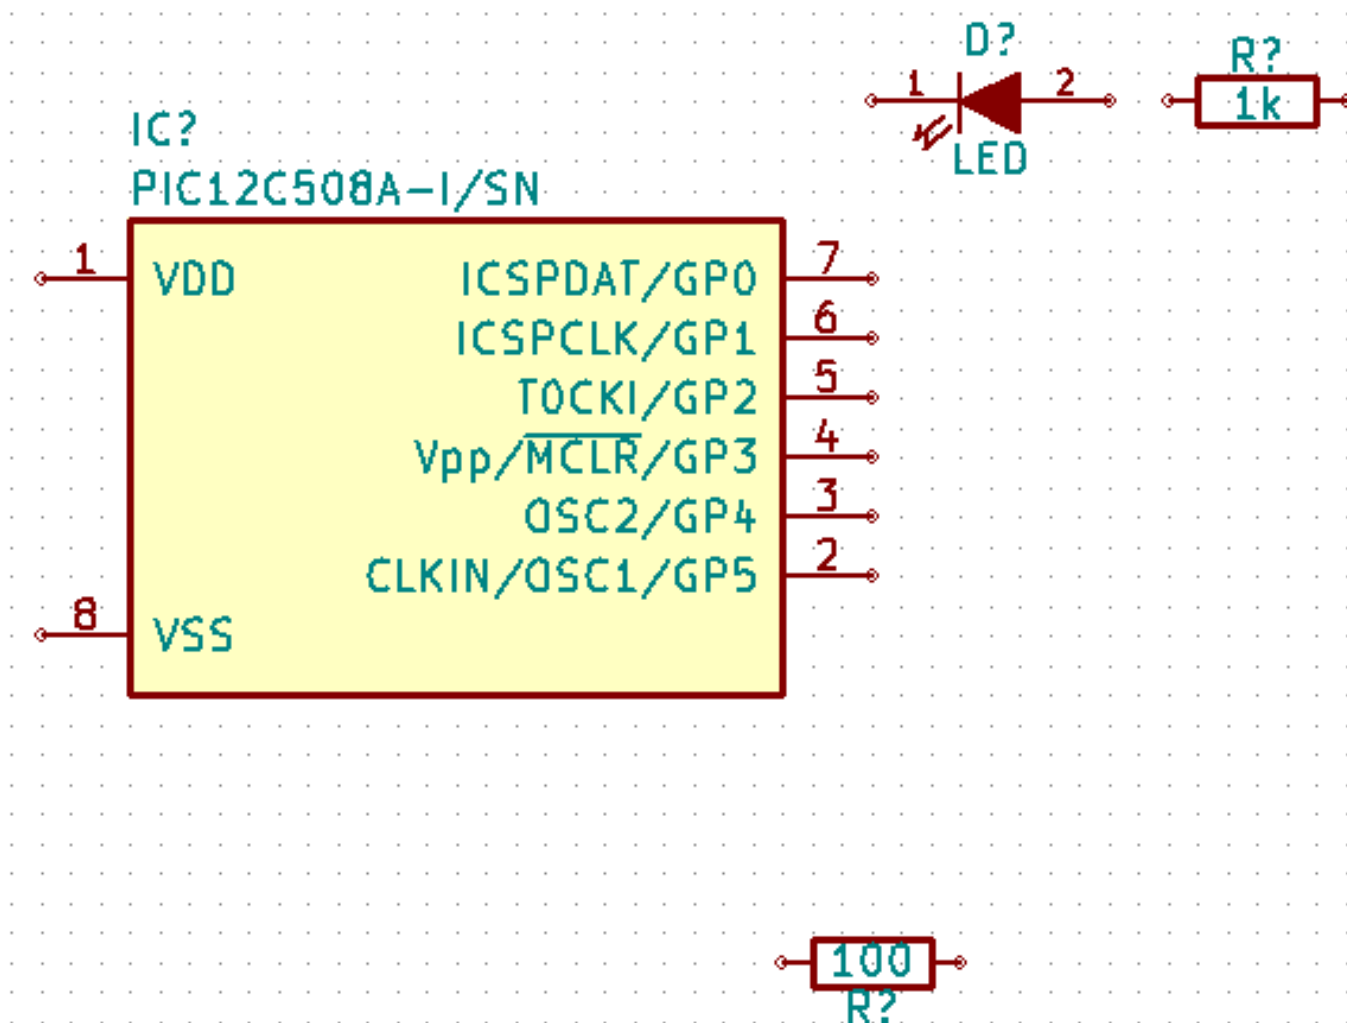 D?
1 2
LED
R?
1k
IC?
PIC12C508A-I/SN
1 VDD
ICSPDAT/GP0 7
ICSPCLK/GP1 6
T0CKI/GP2 5
Vpp/MCLR/GP3 4
OSC2/GP4 3
CLKIN/OSC1/GP5 2
8 VSS
100
R?